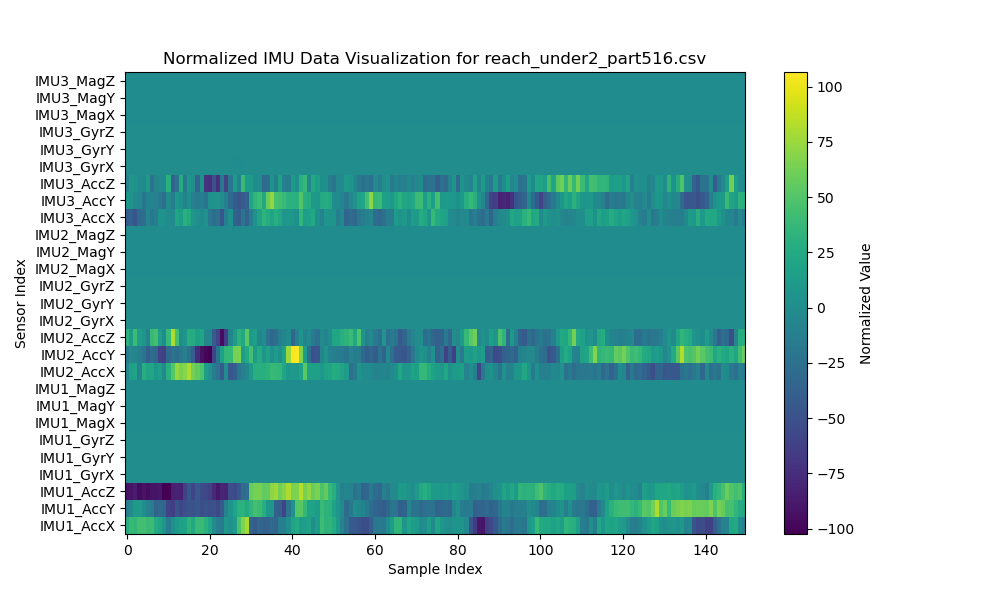 Normalized IMU Data Visualization for reach_under2_part516.csv
IMU3_MagZ
IMU3_MagY
IMU3_MagX
IMU3_GyrZ
IMU3_GyrY
IMU3_GyrX
IMU3_AccZ
IMU3_AccY
IMU3_AccX
IMU2_MagZ
IMU2_MagY
IMU2_MagX
IMU2_GyrZ
IMU2_GyrY
IMU2_GyrX
IMU2_AccZ
IMU2_AccY
IMU2_AccX
IMU1_MagZ
IMU1_MagY
IMU1_MagX
IMU1_GyrZ
IMU1_GyrY
IMU1_GyrX
IMU1_AccZ
IMU1_AccY
IMU1_AccX
Sensor Index
0 20 40 60 80 100 120 140
Sample Index
100
75
50
25
0
−25
−50
−75
−100
Normalized Value